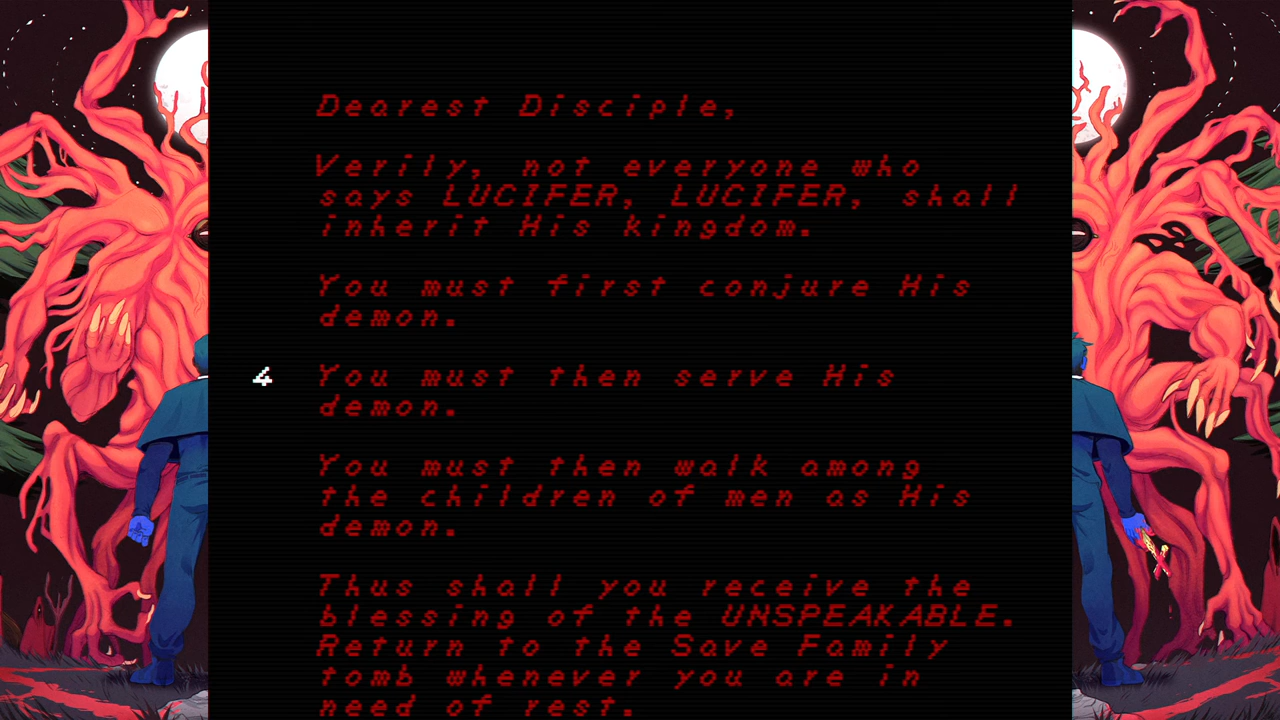 Dearest Disciple,
Verily, not everyone who
says LUCIFER, LUCIFER, shall
inherit His kingdom.
You must first conjure His
demon.
4 You must then serve His
demon.
You must then walk among
the children of men as His
demon.
Thus shall you receive the
blessing of the UNSPEAKABLE.
Return to the Save Family
tomb whenever you are in
need of rest.